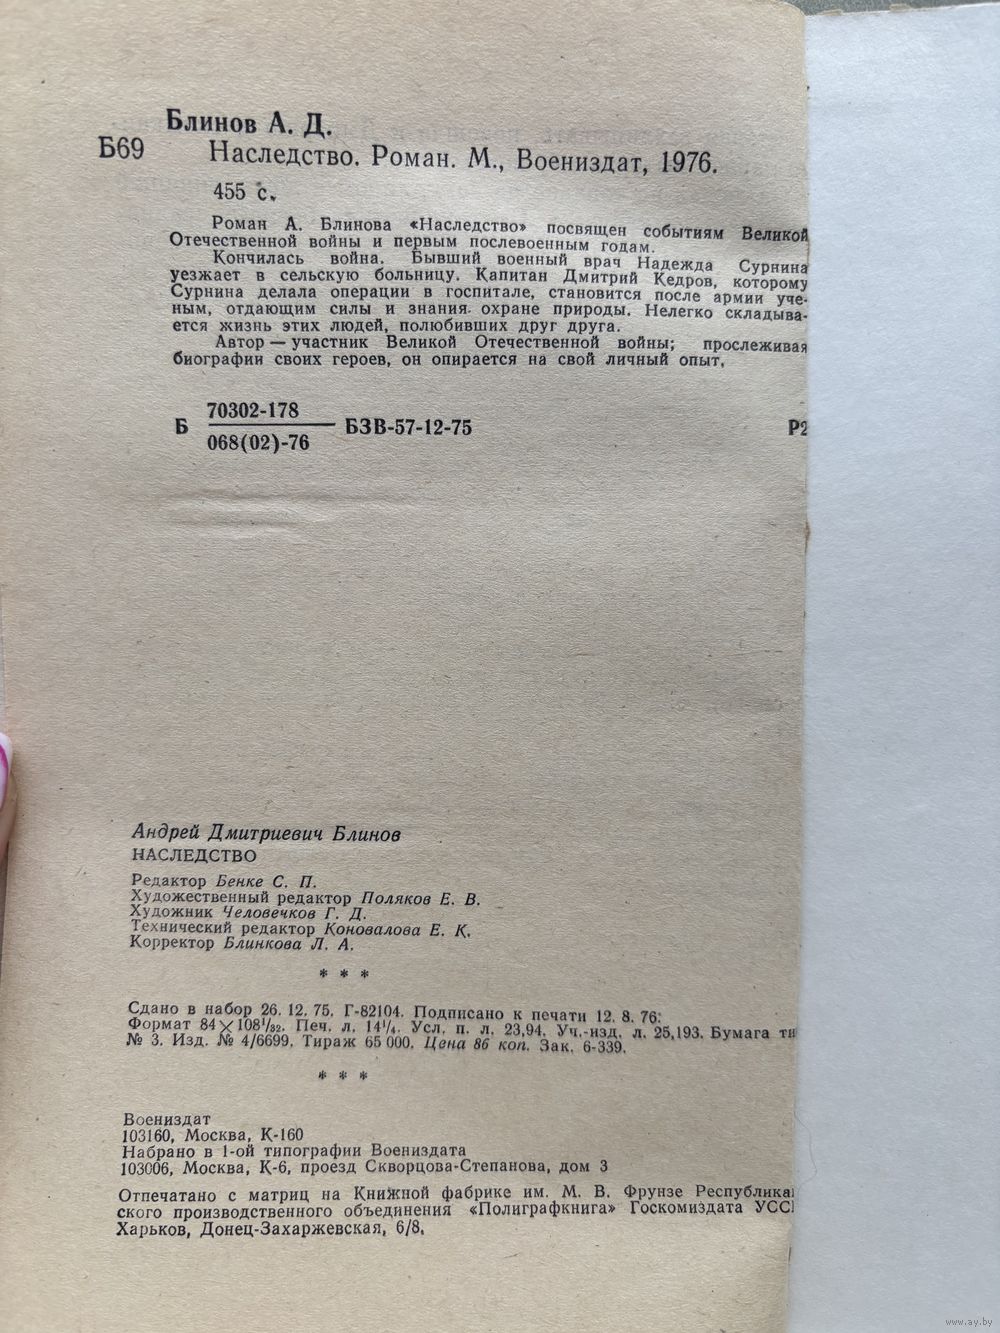 Блинов А. Д.
Б69
Наследство. Роман. М., Воениздат, 1976.
455 с.
Роман А. Блинова «Наследство» посвящен событиям Великой
Отечественной войны и первым послевоенным годам.
Кончилась война. Бывший военный врач Надежда Сурнина
уезжает в сельскую больницу. Капитан Дмитрий Кедров, которому
Сурнина делала операции в госпитале, становится после армии уче-
ным, отдающим силы и знания охране природы. Нелегко складыва-
ется жизнь этих людей, полюбивших друг друга.
Автор — участник Великой Отечественной войны; прослеживая
биографии своих героев, он опирается на свой личный опыт.
Б 70302-178 БЗВ-57-12-75 Р2
068(02)-76
Андрей Дмитриевич Блинов
НАСЛЕДСТВО
Редактор Бенке С. П.
Художественный редактор Поляков Е. В.
Художник Человечков Г. Д.
Технический редактор Коновалова Е. К.
Корректор Блинкова Л. А.
* * *
Сдано в набор 26. 12. 75. Г-82104. Подписано к печати 12. 8. 76.
Формат 84×108¹/₃₂. Печ. л. 14¹/₄. Усл. п. л. 23,94. Уч.-изд. л. 25,193. Бумага ти
№ 3. Изд. № 4/6699. Тираж 65 000. Цена 86 коп. Зак. 6-339.
* * *
Воениздат
103160, Москва, К-160
Набрано в 1-ой типографии Воениздата
103006, Москва, К-6, проезд Скворцова-Степанова, дом 3
Отпечатано с матриц на Книжной фабрике им. М. В. Фрунзе Республикан
ского производственного объединения «Полиграфкнига» Госкомиздата УССР
Харьков, Донец-Захаржевская, 6/8.
www.ay.by